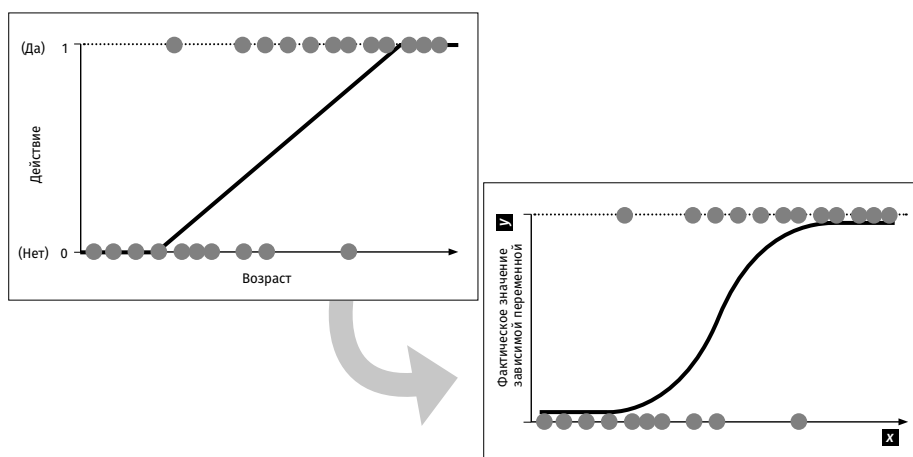 (Да) 1
Действие
(Нет) 0
Возраст
y
Фактическое значение
зависимой переменной
x